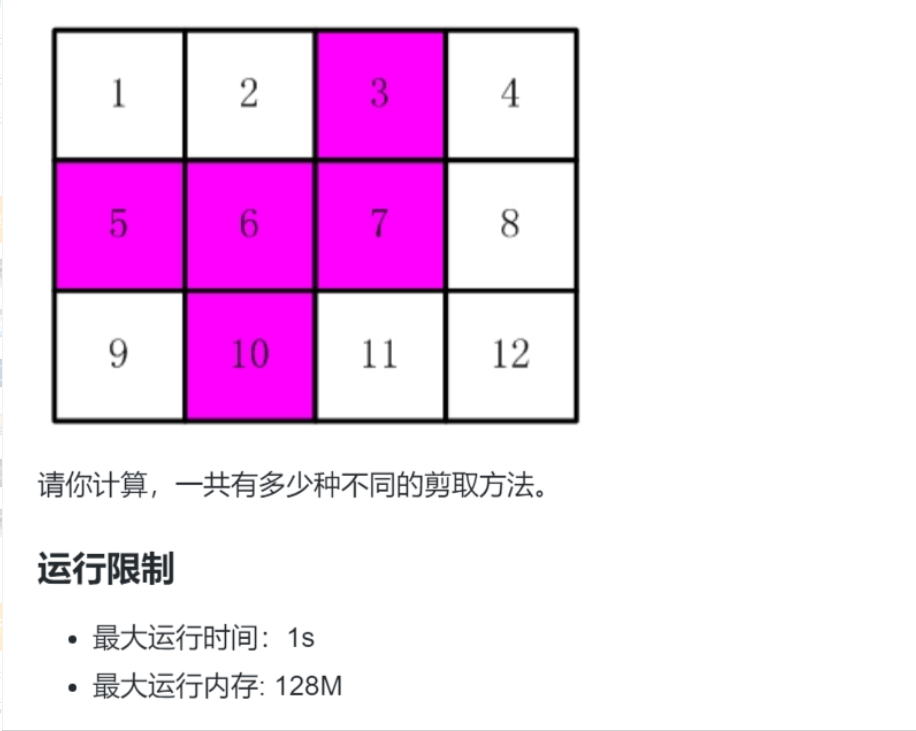 1 2 3 4
5 6 7 8
9 10 11 12
请你计算，一共有多少种不同的剪取方法。
运行限制
• 最大运行时间：1s
• 最大运行内存: 128M